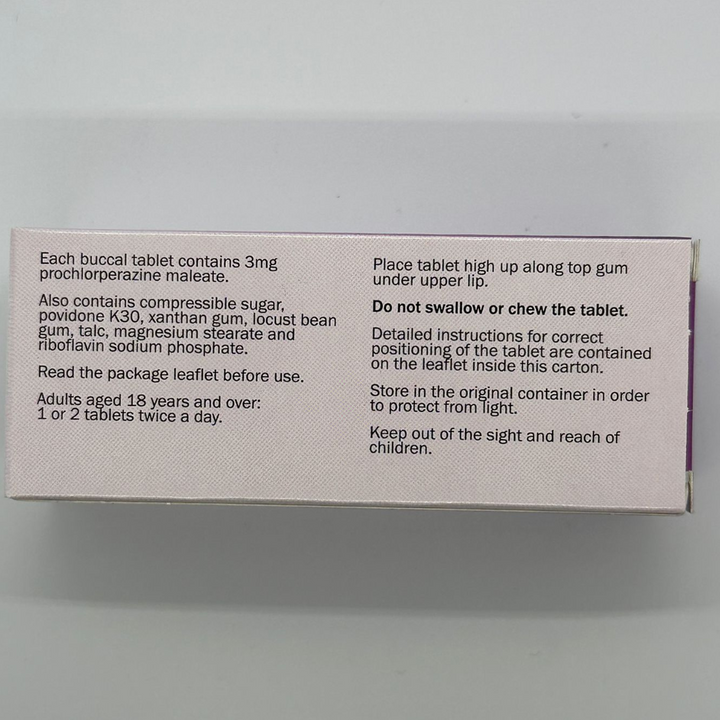 Each buccal tablet contains 3mg
prochlorperazine maleate.
Also contains compressible sugar,
povidone K30, xanthan gum, locust bean
gum, talc, magnesium stearate and
riboflavin sodium phosphate.
Read the package leaflet before use.
Adults aged 18 years and over:
1 or 2 tablets twice a day.
Place tablet high up along top gum
under upper lip.
Do not swallow or chew the tablet.
Detailed instructions for correct
positioning of the tablet are contained
on the leaflet inside this carton.
Store in the original container in order
to protect from light.
Keep out of the sight and reach of
children.